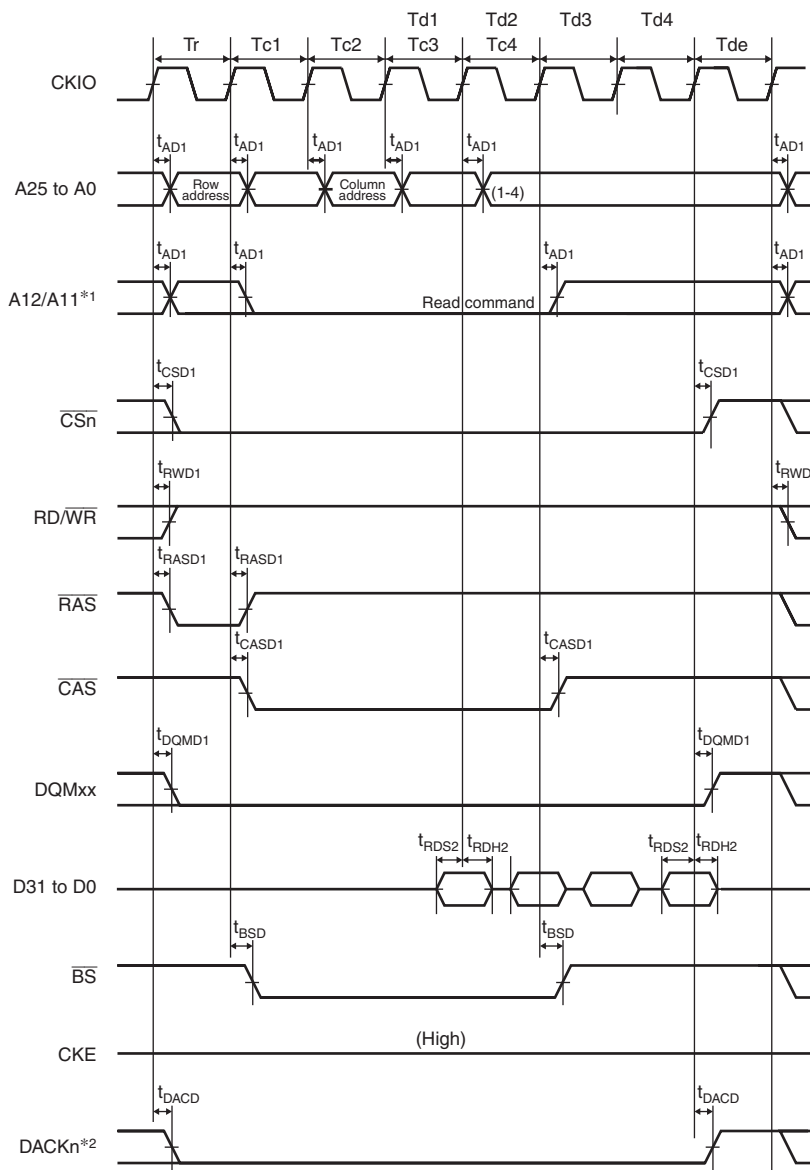 Td1 Td2 Td3 Td4
Tr Tc1 Tc2 Tc3 Tc4 Tde
CKIO
tAD1 tAD1 tAD1 tAD1 tAD1 tAD1
A25 to A0
Row address
Column address
(1-4)
tAD1 tAD1 tAD1 tAD1
A12/A11*1
Read command
tCSD1 tCSD1
CSn
tRWD1 tRWD
RD/WR
tRASD1 tRASD1
RAS
tCASD1 tCASD1
CAS
tDQMD1 tDQMD1
DQMxx
tRDS2 tRDH2 tRDS2 tRDH2
D31 to D0
tBSD tBSD
BS
(High)
CKE
tDACD tDACD
DACKn*2